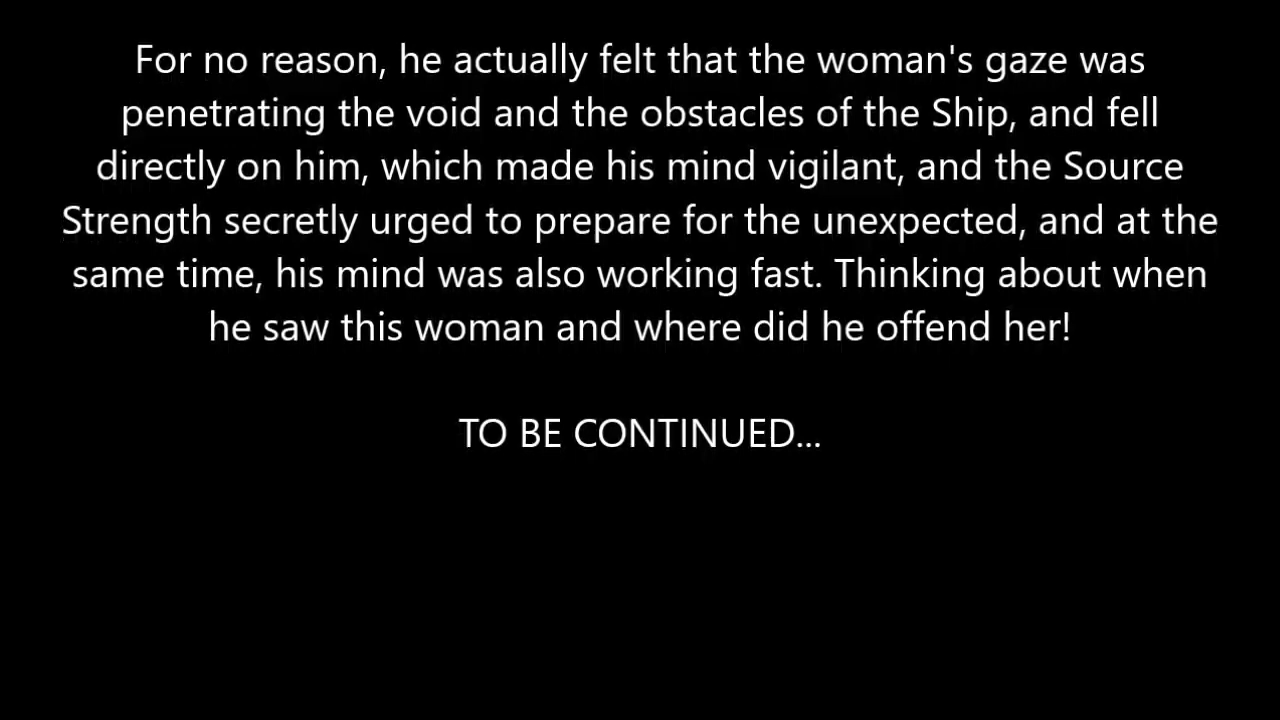 For no reason, he actually felt that the woman's gaze was
penetrating the void and the obstacles of the Ship, and fell
directly on him, which made his mind vigilant, and the Source
Strength secretly urged to prepare for the unexpected, and at the
same time, his mind was also working fast. Thinking about when
he saw this woman and where did he offend her!
TO BE CONTINUED...